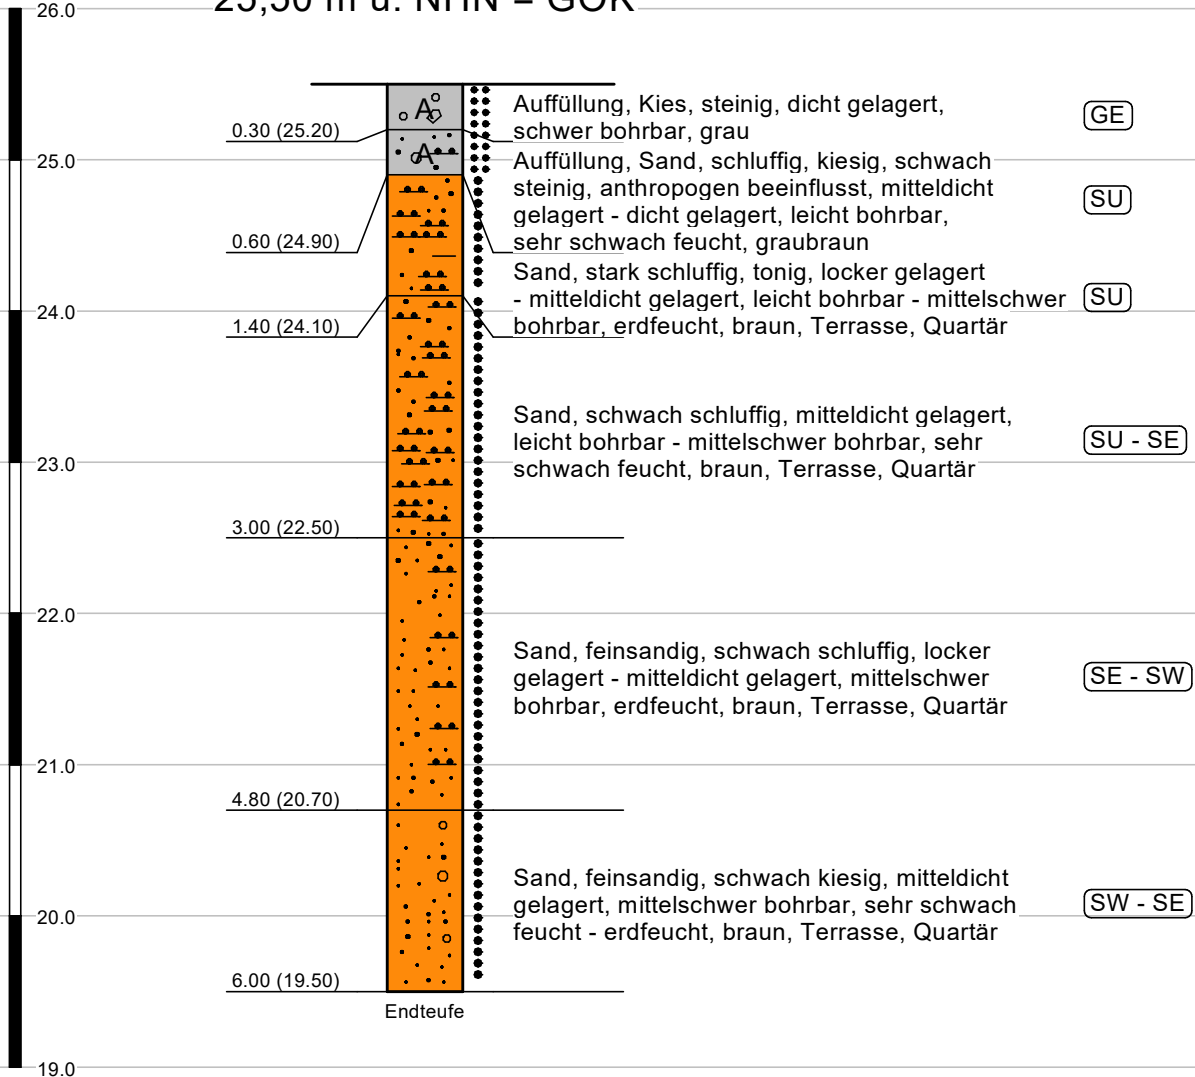 25,50 m ü. NHN = GOK
26.0
Auffüllung, Kies, steinig, dicht gelagert,
schwer bohrbar, grau
GE
0.30 (25.20)
A
25.0
Auffüllung, Sand, schluffig, kiesig, schwach
steinig, anthropogen beeinflusst, mitteldicht
gelagert - dicht gelagert, leicht bohrbar,
sehr schwach feucht, graubraun
SU
A
0.60 (24.90)
Sand, stark schluffig, tonig, locker gelagert
- mitteldicht gelagert, leicht bohrbar - mittelschwer
bohrbar, erdfeucht, braun, Terrasse, Quartär
SU
24.0
1.40 (24.10)
Sand, schwach schluffig, mitteldicht gelagert,
leicht bohrbar - mittelschwer bohrbar, sehr
schwach feucht, braun, Terrasse, Quartär
SU - SE
23.0
3.00 (22.50)
22.0
Sand, feinsandig, schwach schluffig, locker
gelagert - mitteldicht gelagert, mittelschwer
bohrbar, erdfeucht, braun, Terrasse, Quartär
SE - SW
21.0
4.80 (20.70)
Sand, feinsandig, schwach kiesig, mitteldicht
gelagert, mittelschwer bohrbar, sehr schwach
feucht - erdfeucht, braun, Terrasse, Quartär
SW - SE
20.0
6.00 (19.50)
Endteufe
19.0